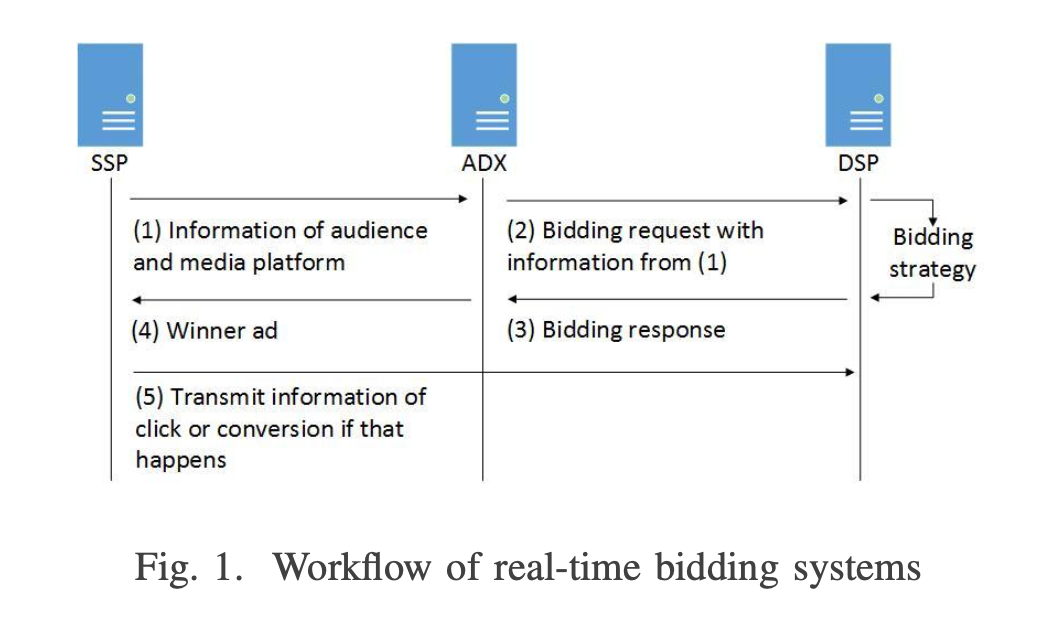 SSP
ADX
DSP
(1) Information of audience
and media platform
(2) Bidding request with
information from (1)
Bidding
strategy
(4) Winner ad
(3) Bidding response
(5) Transmit information of
click or conversion if that
happens
Fig. 1. Workflow of real-time bidding systems